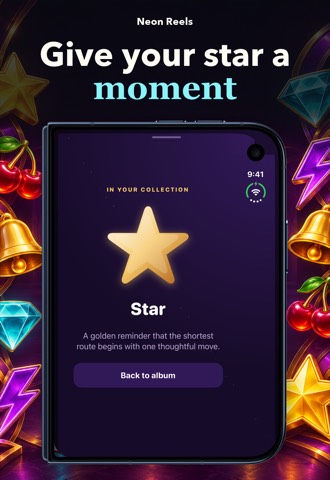 Neon Reels
Give your star a
moment
9:41
IN YOUR COLLECTION
Star
A golden reminder that the shortest
route begins with one thoughtful move.
Back to album